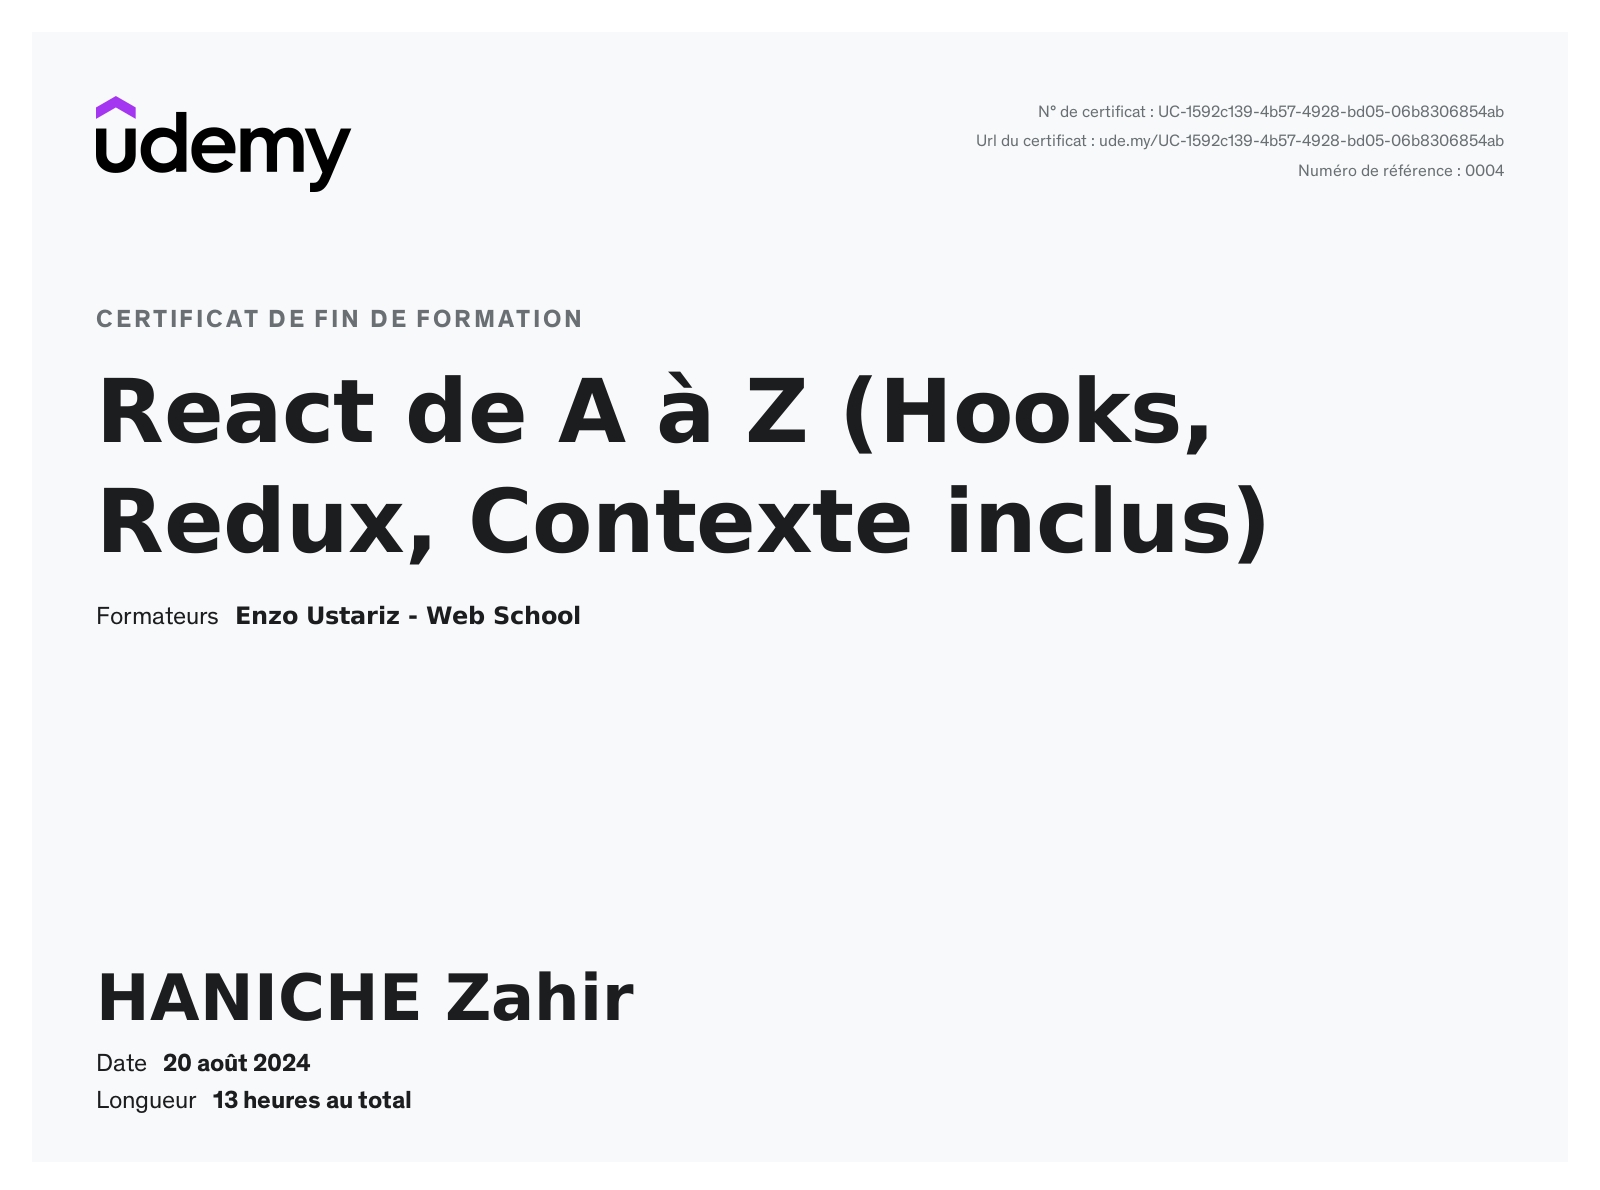 udemy
N° de certificat : UC-1592c139-4b57-4928-bd05-06b8306854ab
Url du certificat : ude.my/UC-1592c139-4b57-4928-bd05-06b8306854ab
Numéro de référence : 0004
CERTIFICAT DE FIN DE FORMATION
React de A à Z (Hooks,
Redux, Contexte inclus)
Formateurs Enzo Ustariz - Web School
HANICHE Zahir
Date 20 août 2024
Longueur 13 heures au total